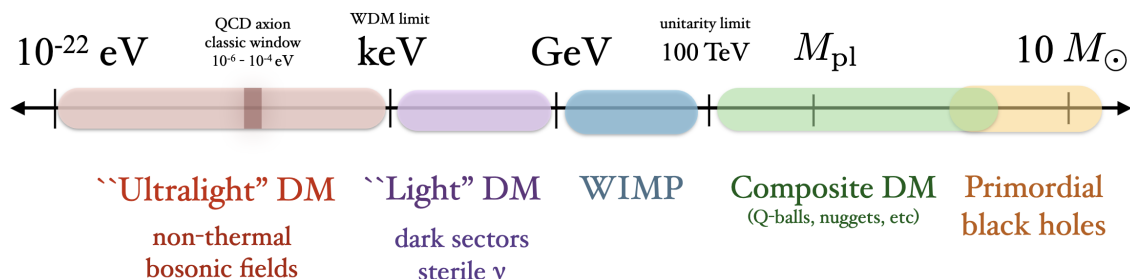 10⁻²² eV
QCD axion
classic window
10⁻⁶ - 10⁻⁴ eV
WDM limit
keV
GeV
unitarity limit
100 TeV
Mpl
10 M☉
``Ultralight” DM
non-thermal
bosonic fields
``Light” DM
dark sectors
sterile ν
WIMP
Composite DM
(Q-balls, nuggets, etc)
Primordial
black holes